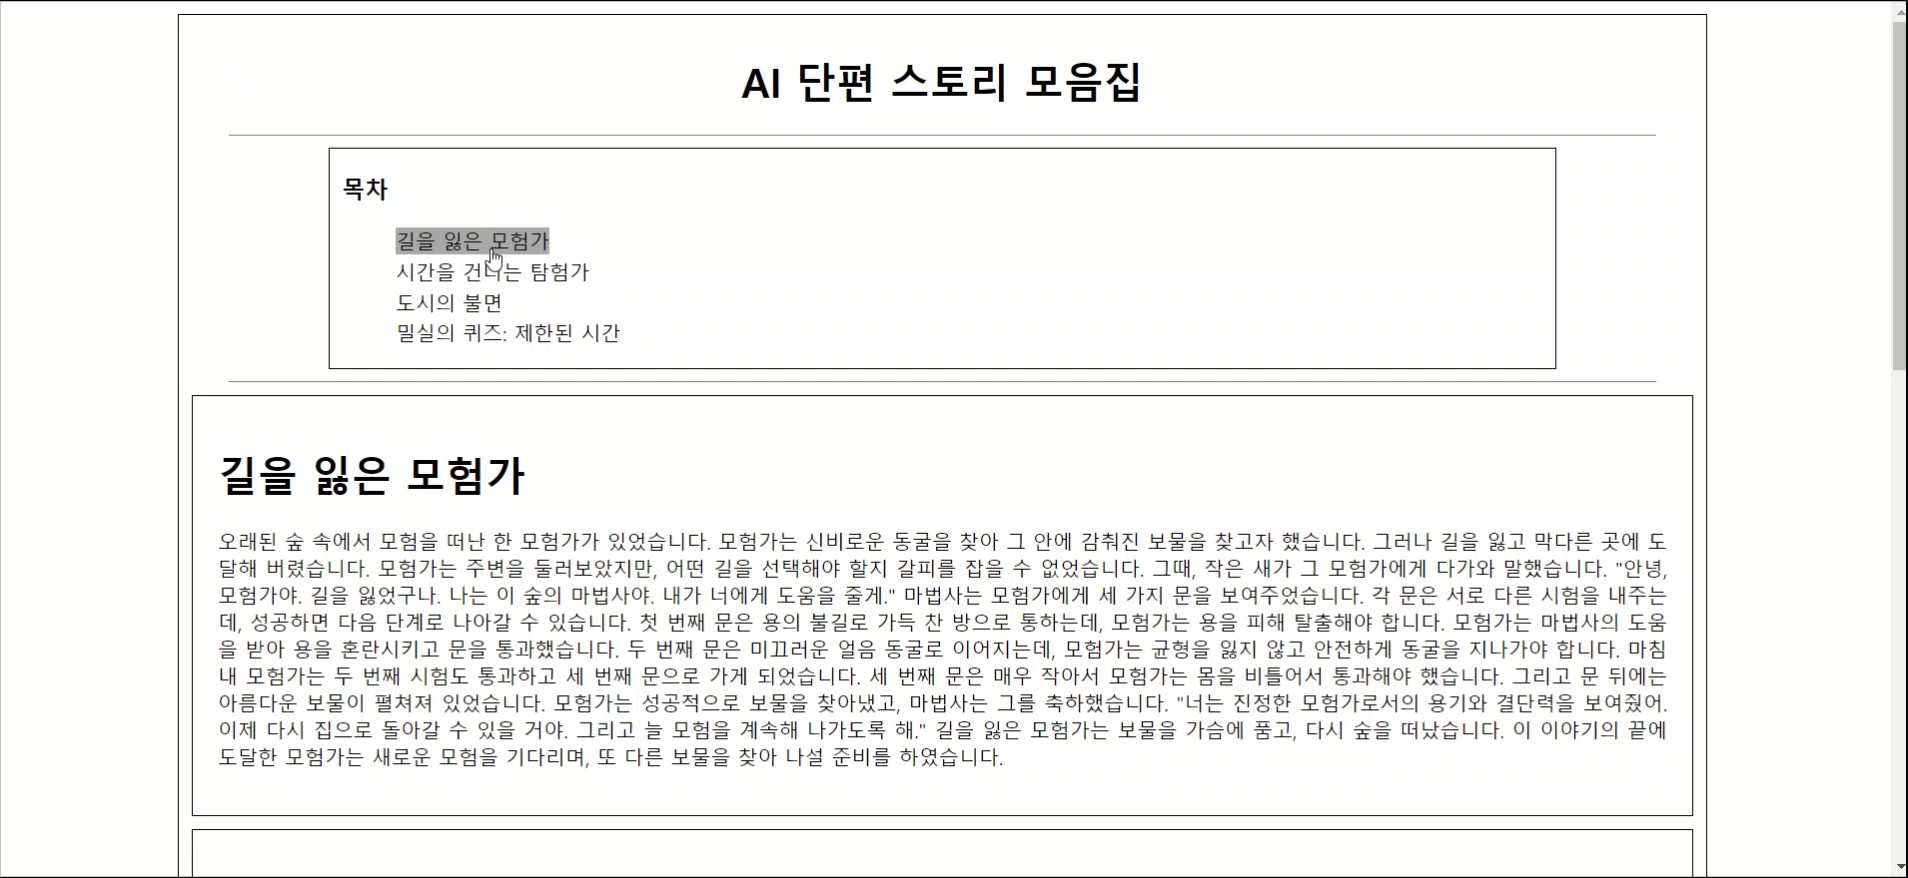 AI 단편 스토리 모음집
목차
길을 잃은 모험가
시간을 건너는 탐험가
도시의 불면
밀실의 퀴즈: 제한된 시간
길을 잃은 모험가
오래된 숲 속에서 모험을 떠난 한 모험가가 있었습니다. 모험가는 신비로운 동굴을 찾아 그 안에 감춰진 보물을 찾고자 했습니다. 그러나 길을 잃고 막다른 곳에 도
달해 버렸습니다. 모험가는 주변을 둘러보았지만, 어떤 길을 선택해야 할지 갈피를 잡을 수 없었습니다. 그때, 작은 새가 그 모험가에게 다가와 말했습니다. "안녕,
모험가야. 길을 잃었구나. 나는 이 숲의 마법사야. 내가 너에게 도움을 줄게." 마법사는 모험가에게 세 가지 문을 보여주었습니다. 각 문은 서로 다른 시험을 내주는
데, 성공하면 다음 단계로 나아갈 수 있습니다. 첫 번째 문은 용의 불길로 가득 찬 방으로 통하는데, 모험가는 용을 피해 탈출해야 합니다. 모험가는 마법사의 도움
을 받아 용을 혼란시키고 문을 통과했습니다. 두 번째 문은 미끄러운 얼음 동굴로 이어지는데, 모험가는 균형을 잃지 않고 안전하게 동굴을 지나가야 합니다. 마침
내 모험가는 두 번째 시험도 통과하고 세 번째 문으로 가게 되었습니다. 세 번째 문은 매우 작아서 모험가는 몸을 비틀어서 통과해야 했습니다. 그리고 문 뒤에는
아름다운 보물이 펼쳐져 있었습니다. 모험가는 성공적으로 보물을 찾아냈고, 마법사는 그를 축하했습니다. "너는 진정한 모험가로서의 용기와 결단력을 보여줬어.
이제 다시 집으로 돌아갈 수 있을 거야. 그리고 늘 모험을 계속해 나가도록 해." 길을 잃은 모험가는 보물을 가슴에 품고, 다시 숲을 떠났습니다. 이 이야기의 끝에
도달한 모험가는 새로운 모험을 기다리며, 또 다른 보물을 찾아 나설 준비를 하였습니다.